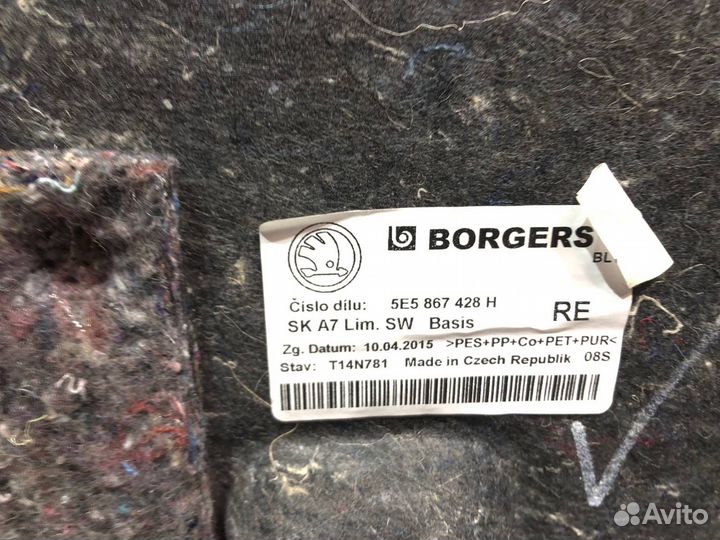 BORGERS
Číslo dílu: 5E5 867 428 H
SK A7 Lim. SW Basis RE
Zg. Datum: 10.04.2015 >PES+PP+Co+PET+PUR<
Stav: T14N781 Made in Czech Republik 08S
Avito